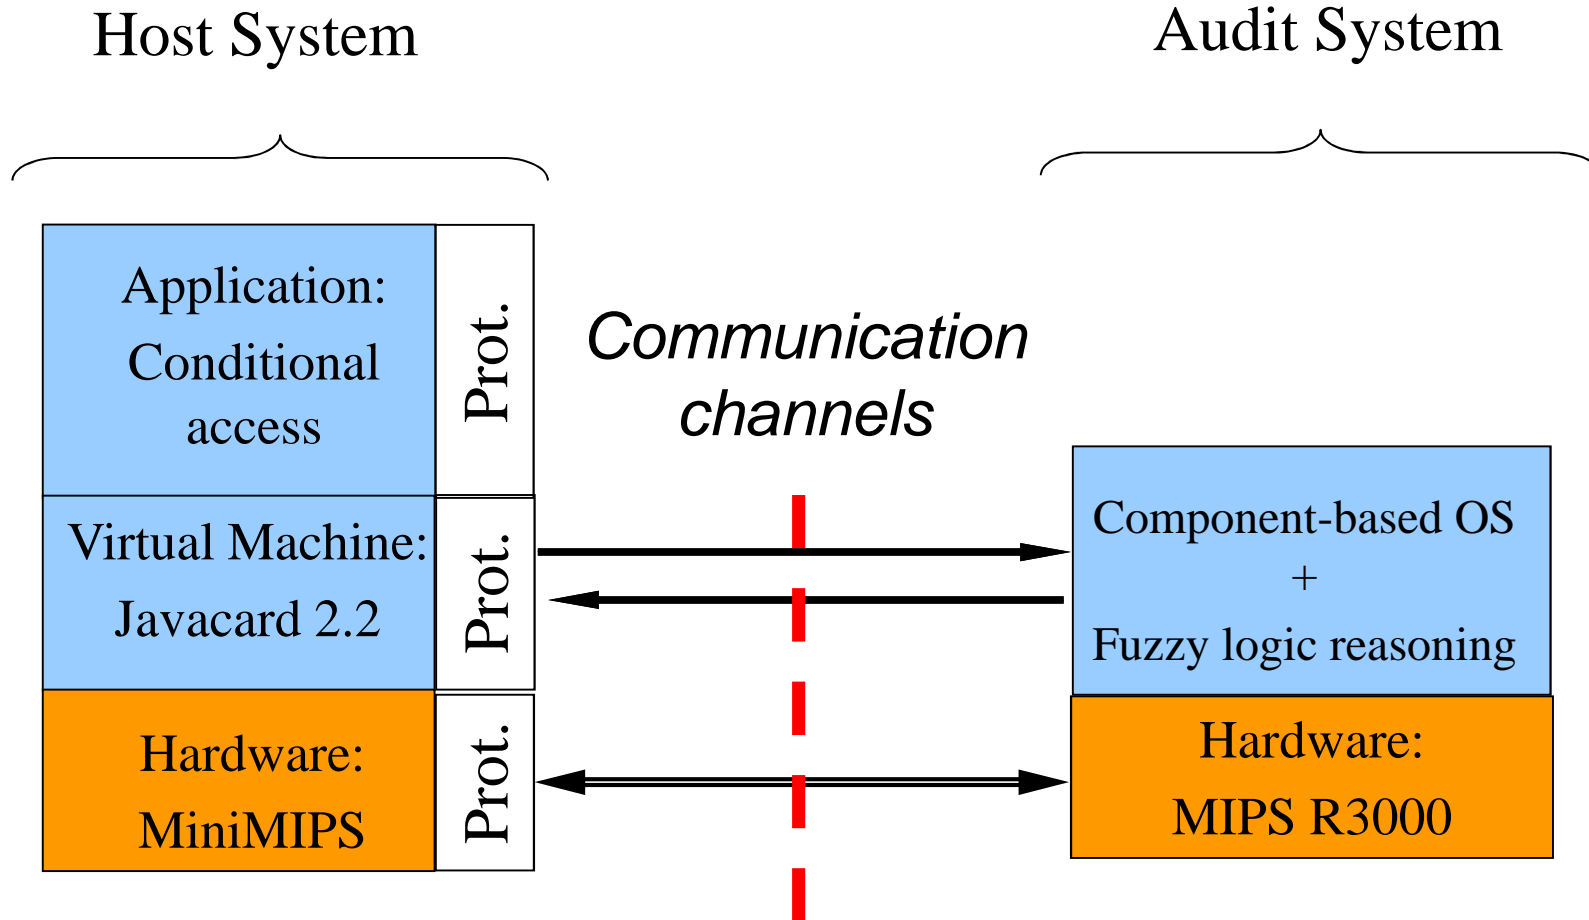 Host System
Audit System
Application:
Conditional
access
Prot.
Communication
channels
Virtual Machine:
Javacard 2.2
Prot.
Component-based OS
+
Fuzzy logic reasoning
Hardware:
MiniMIPS
Prot.
Hardware:
MIPS R3000